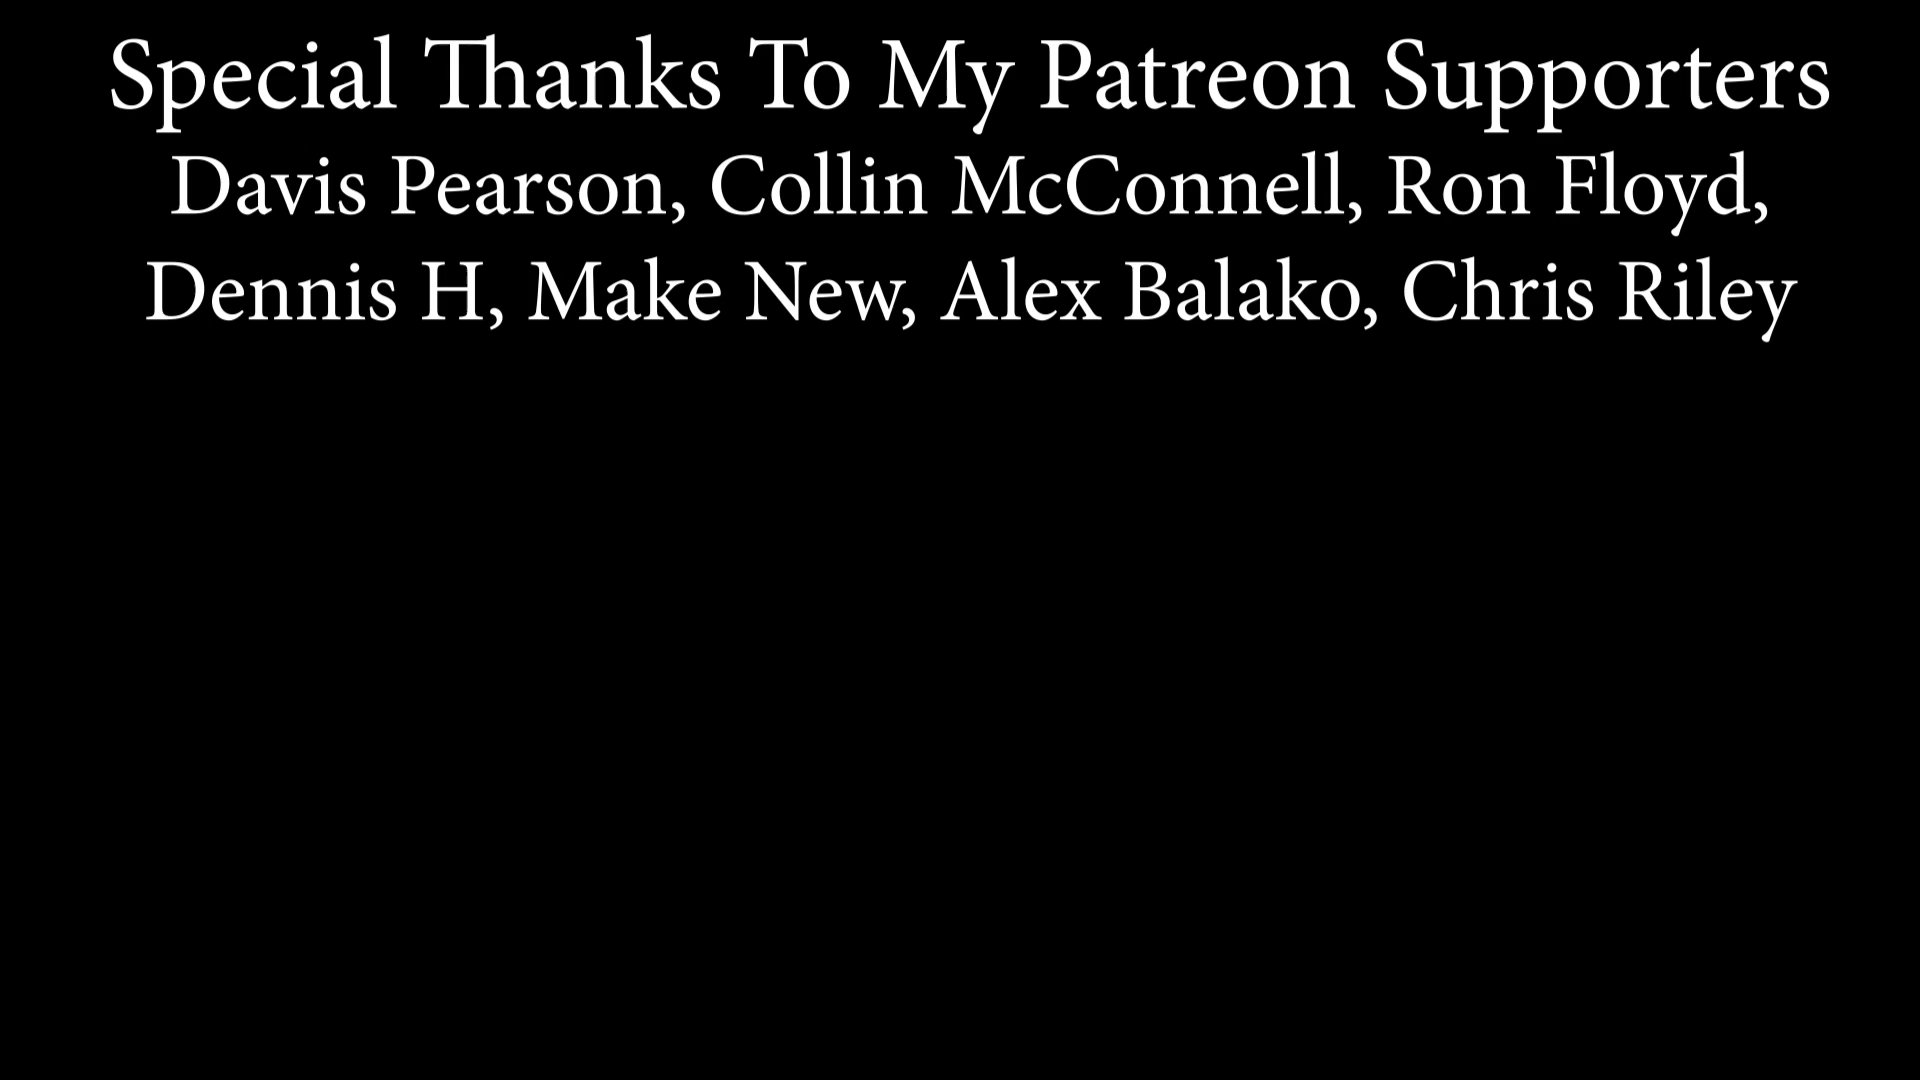 Special Thanks To My Patreon Supporters
Davis Pearson, Collin McConnell, Ron Floyd,
Dennis H, Make New, Alex Balako, Chris Riley